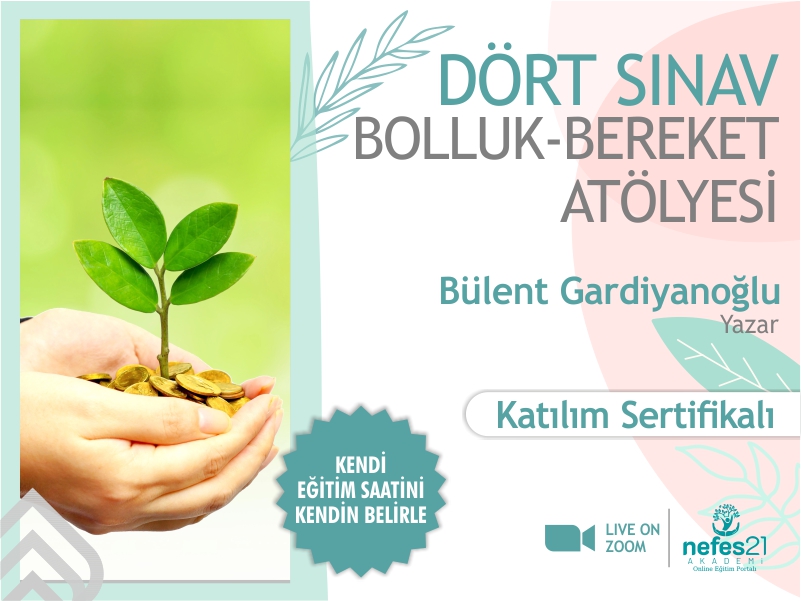 DÖRT SINAV
BOLLUK-BEREKET
ATÖLYESİ
Bülent Gardiyanoğlu
Yazar
Katılım Sertifikalı
KENDİ
EĞİTİM SAATİNİ
KENDİN BELİRLE
LIVE ON
ZOOM
nefes21
AKADEMİ
Online Eğitim Portalı